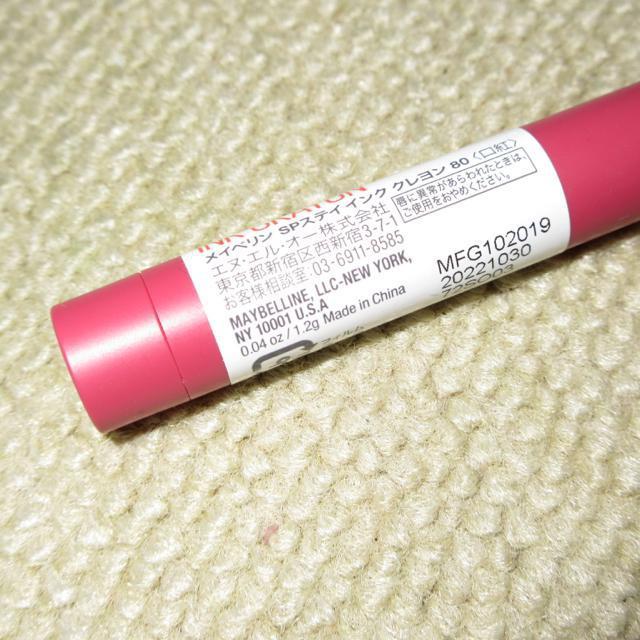 メイベリン SPステイ インク クレヨン 80〈口紅〉
エヌ・エル・オー株式会社
東京都新宿区西新宿3-7-1
お客様相談室:03-6911-8585
MAYBELLINE, LLC-NEW YORK,
NY 10001 U.S.A
0.04 oz / 1.2g Made in China
唇に異常があらわれたときは、
ご使用をおやめください。
MFG102019
20221030